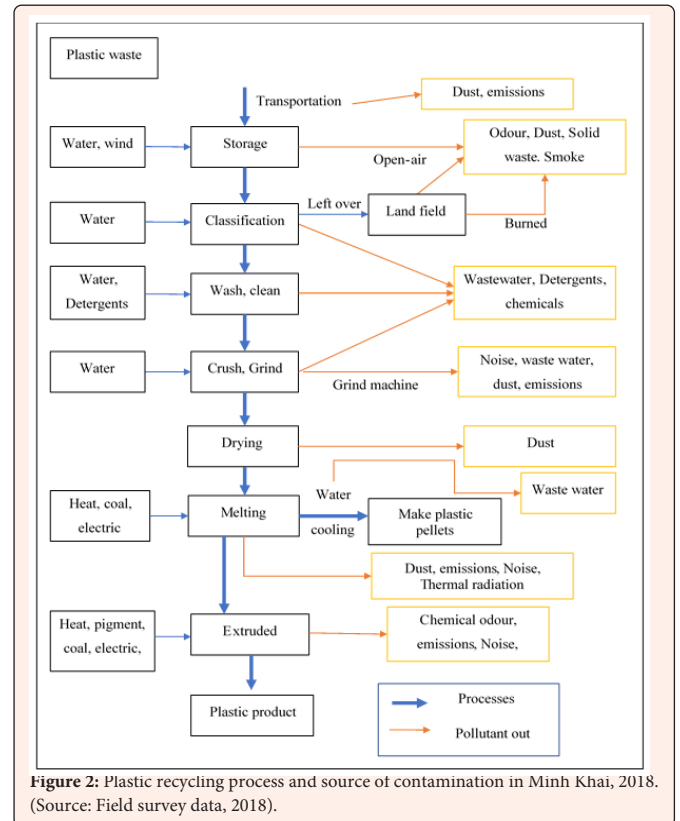 Plastic waste
Transportation
Dust, emissions
Water, wind
Storage
Open-air
Odour, Dust, Solid
waste. Smoke
Water
Classification
Left over
Land field
Burned
Water,
Detergents
Wash, clean
Wastewater, Detergents,
chemicals
Water
Crush, Grind
Grind machine
Noise, waste water,
dust, emissions
Drying
Dust
Water
Waste water
Heat, coal,
electric
Melting
cooling
Make plastic
pellets
Dust, emissions, Noise,
Thermal radiation
Heat, pigment,
coal, electric,
Extruded
Chemical odour,
emissions, Noise,
Plastic product
Processes
Pollutant out
Figure 2: Plastic recycling process and source of contamination in Minh Khai, 2018.
(Source: Field survey data, 2018).